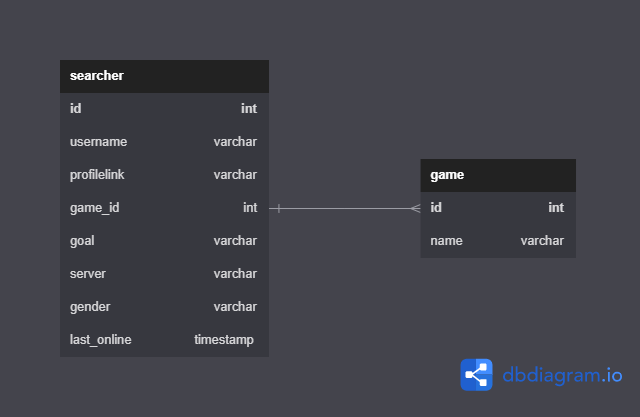 searcher
id int
username varchar
profilelink varchar
game_id int
goal varchar
server varchar
gender varchar
last_online timestamp
game
id int
name varchar
dbdiagram.io